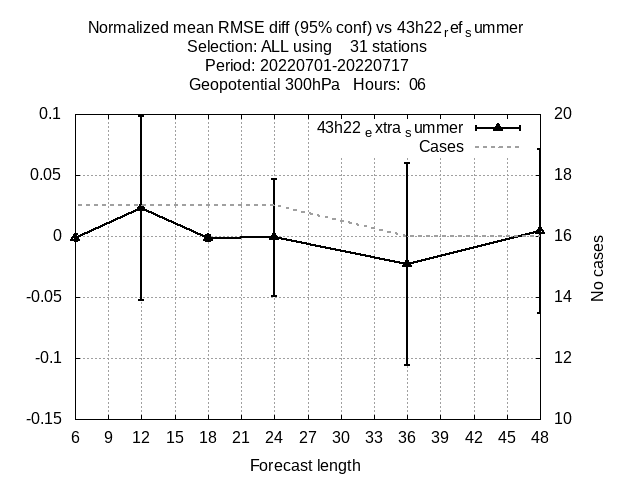 Normalized mean RMSE diff (95% conf) vs 43h22refsummer
Selection: ALL using 31 stations
Period: 20220701-20220717
Geopotential 300hPa Hours: 06
43h22extrasummer
Cases
0.1
0.05
0
-0.05
-0.1
-0.15
20
18
16
14
12
10
No cases
6 9 12 15 18 21 24 27 30 33 36 39 42 45 48
Forecast length